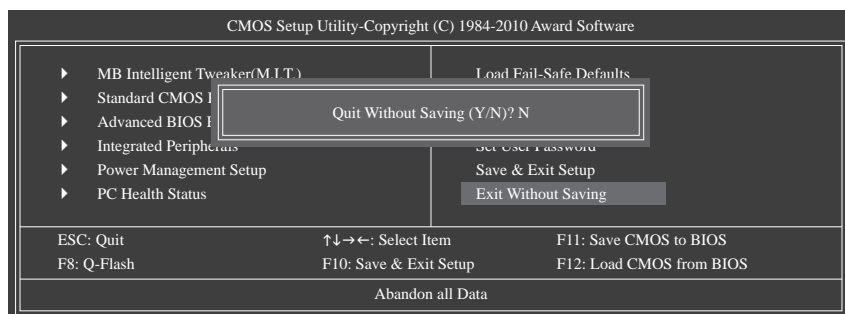 CMOS Setup Utility-Copyright (C) 1984-2010 Award Software
MB Intelligent Tweaker(M.I.T.)
Standard CMOS
Advanced BIOS
Integrated Peripherals
Power Management Setup
PC Health Status
Load Fail-Safe Defaults
Set User Password
Save & Exit Setup
Exit Without Saving
Quit Without Saving (Y/N)? N
ESC: Quit ↑↓→←: Select Item F11: Save CMOS to BIOS
F8: Q-Flash F10: Save & Exit Setup F12: Load CMOS from BIOS
Abandon all Data